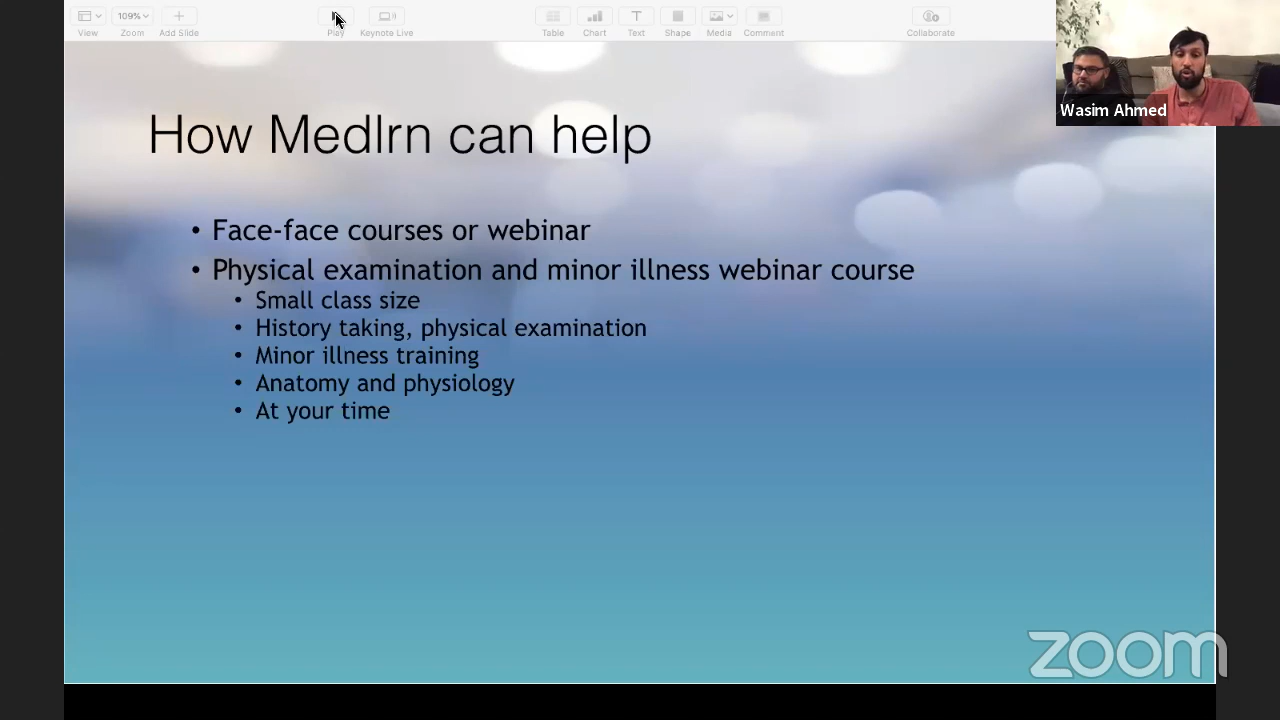 109%
View
Zoom
Add Slide
Play
Keynote Live
Table
Chart
Text
Shape
Media
Comment
Collaborate
Wasim Ahmed
How Medlrn can help
• Face-face courses or webinar
• Physical examination and minor illness webinar course
• Small class size
• History taking, physical examination
• Minor illness training
• Anatomy and physiology
• At your time
zoom